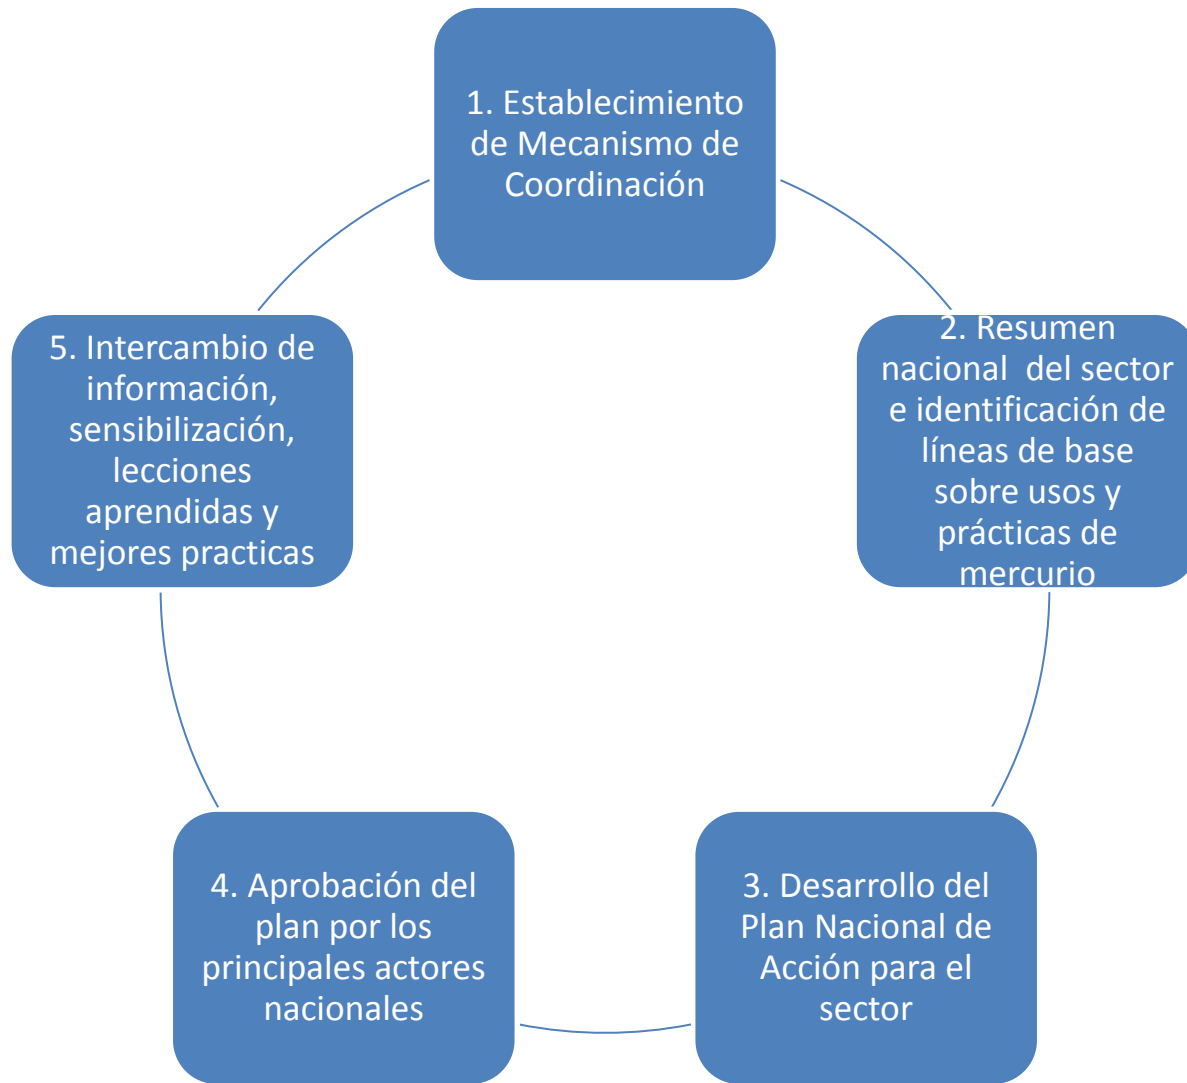 1. Establecimiento
de Mecanismo de
Coordinación
2. Resumen
nacional  del sector
e identificación de
líneas de base
sobre usos y
prácticas de
mercurio
3. Desarrollo del
Plan Nacional de
Acción para el
sector
4. Aprobación del
plan por los
principales actores
nacionales
5. Intercambio de
información,
sensibilización,
lecciones
aprendidas y
mejores practicas